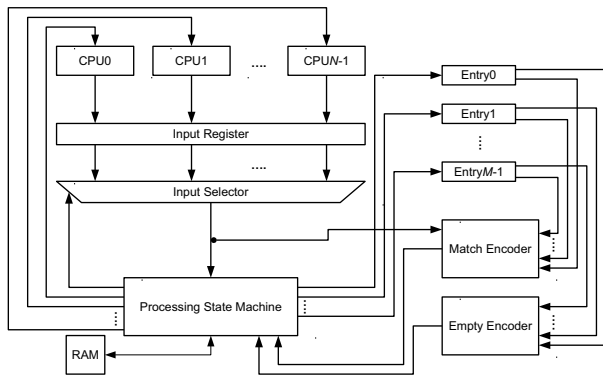 CPU0
CPU1
....
CPUN-1
Entry0
Entry1
Input Register
....
EntryM-1
Input Selector
Match Encoder
Processing State Machine
Empty Encoder
RAM